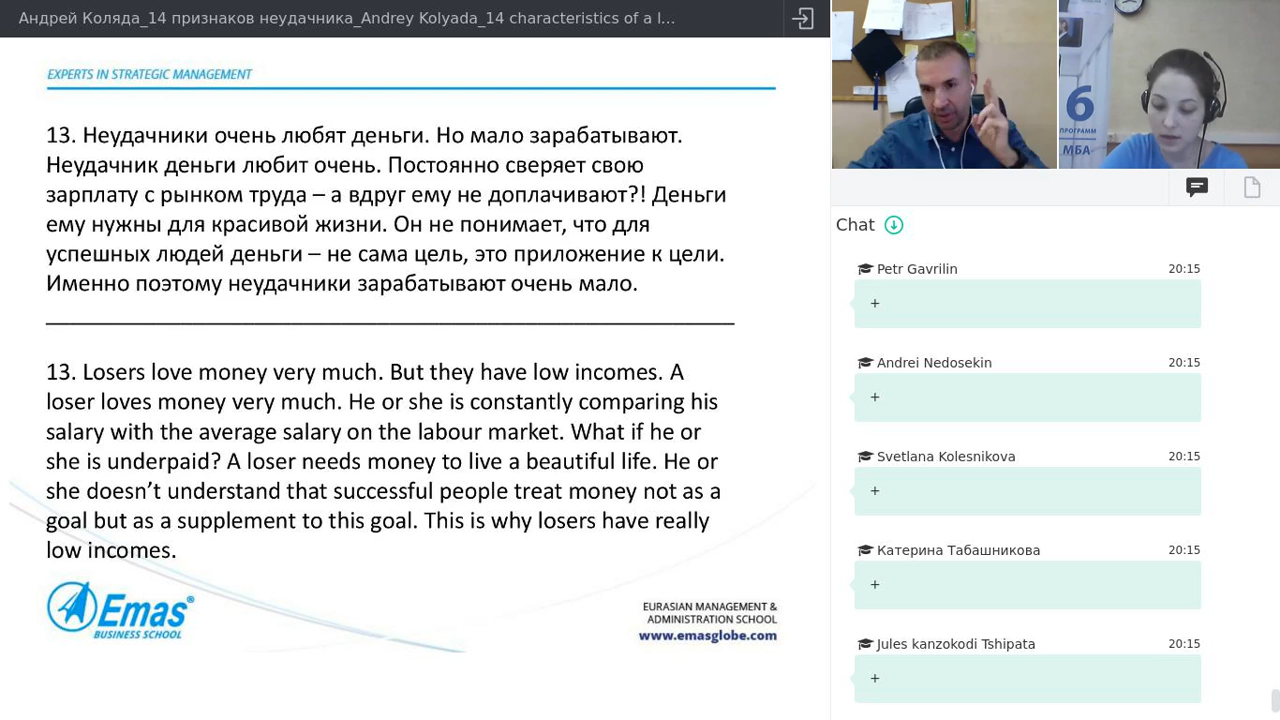 Андрей Коляда_14 признаков неудачника_Andrey Kolyada_14 characteristics of a l...
EXPERTS IN STRATEGIC MANAGEMENT
13. Неудачники очень любят деньги. Но мало зарабатывают.
Неудачник деньги любит очень. Постоянно сверяет свою
зарплату с рынком труда – а вдруг ему не доплачивают?! Деньги
ему нужны для красивой жизни. Он не понимает, что для
успешных людей деньги – не сама цель, это приложение к цели.
Именно поэтому неудачники зарабатывают очень мало.
13. Losers love money very much. But they have low incomes. A
loser loves money very much. He or she is constantly comparing his
salary with the average salary on the labour market. What if he or
she is underpaid? A loser needs money to live a beautiful life. He or
she doesn’t understand that successful people treat money not as a
goal but as a supplement to this goal. This is why losers have really
low incomes.
Emas®
BUSINESS SCHOOL
EURASIAN MANAGEMENT &
ADMINISTRATION SCHOOL
www.emasglobe.com
6
ПРОГРАММ
МБА
Chat
Petr Gavrilin 20:15
+
Andrei Nedosekin 20:15
+
Svetlana Kolesnikova 20:15
+
Катерина Табашникова 20:15
+
Jules kanzokodi Tshipata 20:15
+